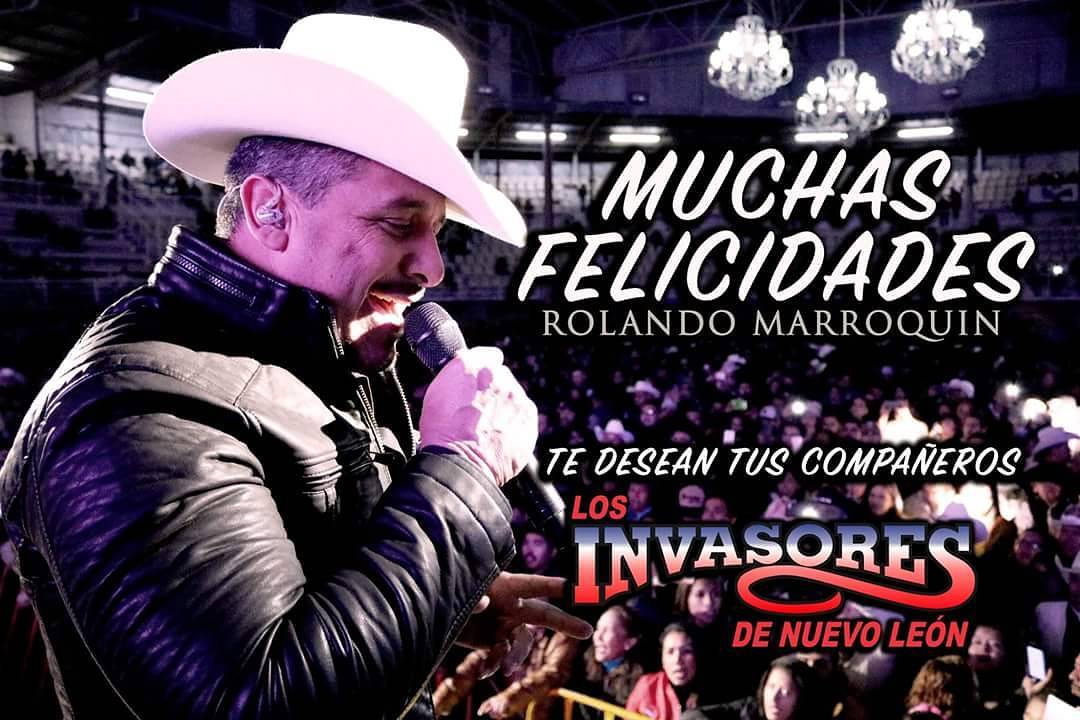 MUCHAS
FELICIDADES
ROLANDO MARROQUIN
TE DESEAN TUS COMPAÑEROS
LOS
INVASORES
DE NUEVO LEÓN